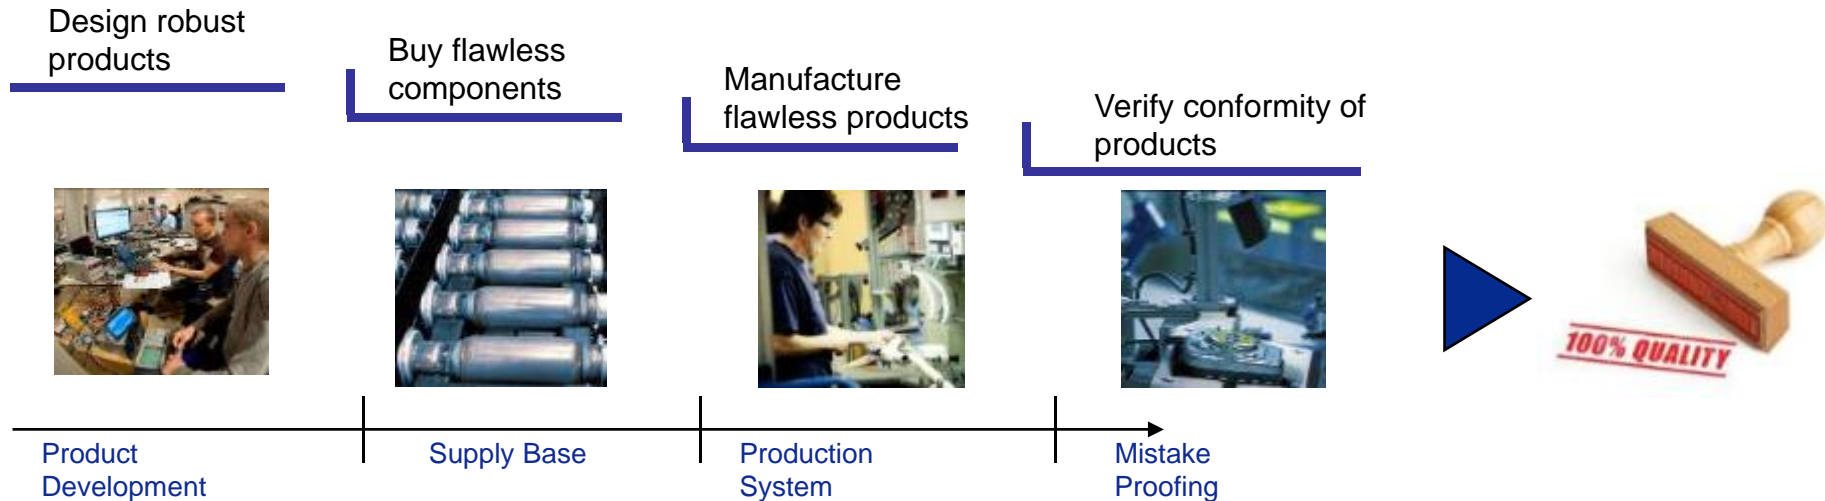 Design robust
products
Buy flawless
components
Manufacture
flawless products
Verify conformity of
products
100% QUALITY
Product
Development
Supply Base
Production
System
Mistake
Proofing